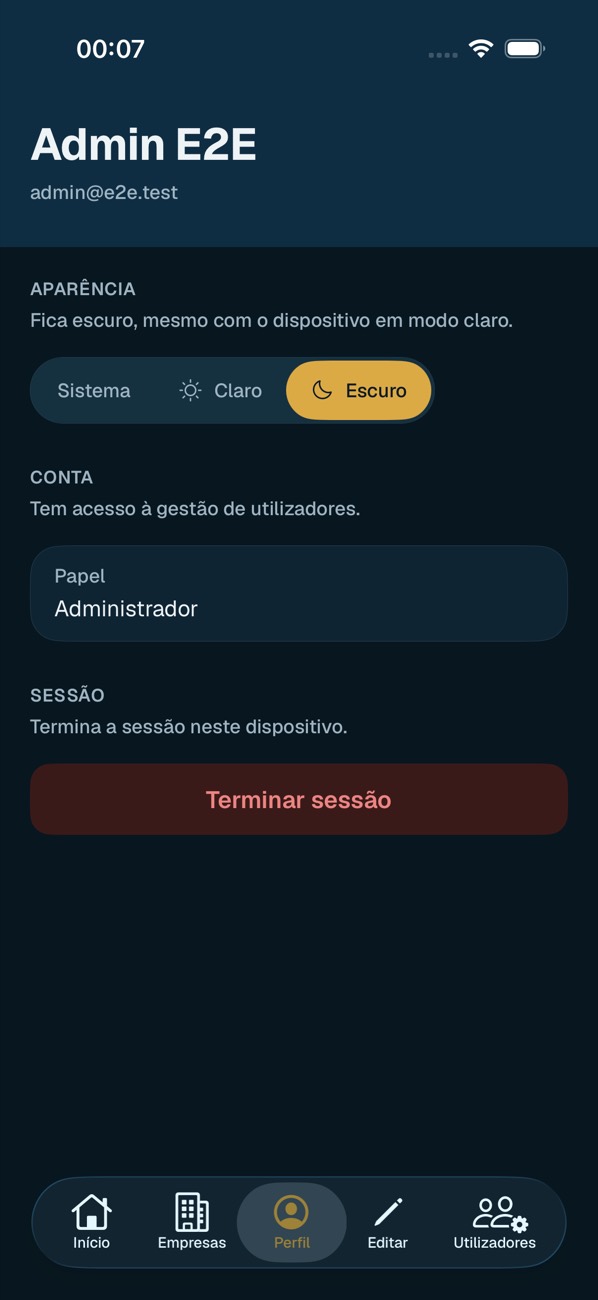 00:07
Admin E2E
admin@e2e.test
APARÊNCIA
Fica escuro, mesmo com o dispositivo em modo claro.
Sistema Claro Escuro
CONTA
Tem acesso à gestão de utilizadores.
Papel
Administrador
SESSÃO
Termina a sessão neste dispositivo.
Terminar sessão
Início Empresas Perfil Editar Utilizadores